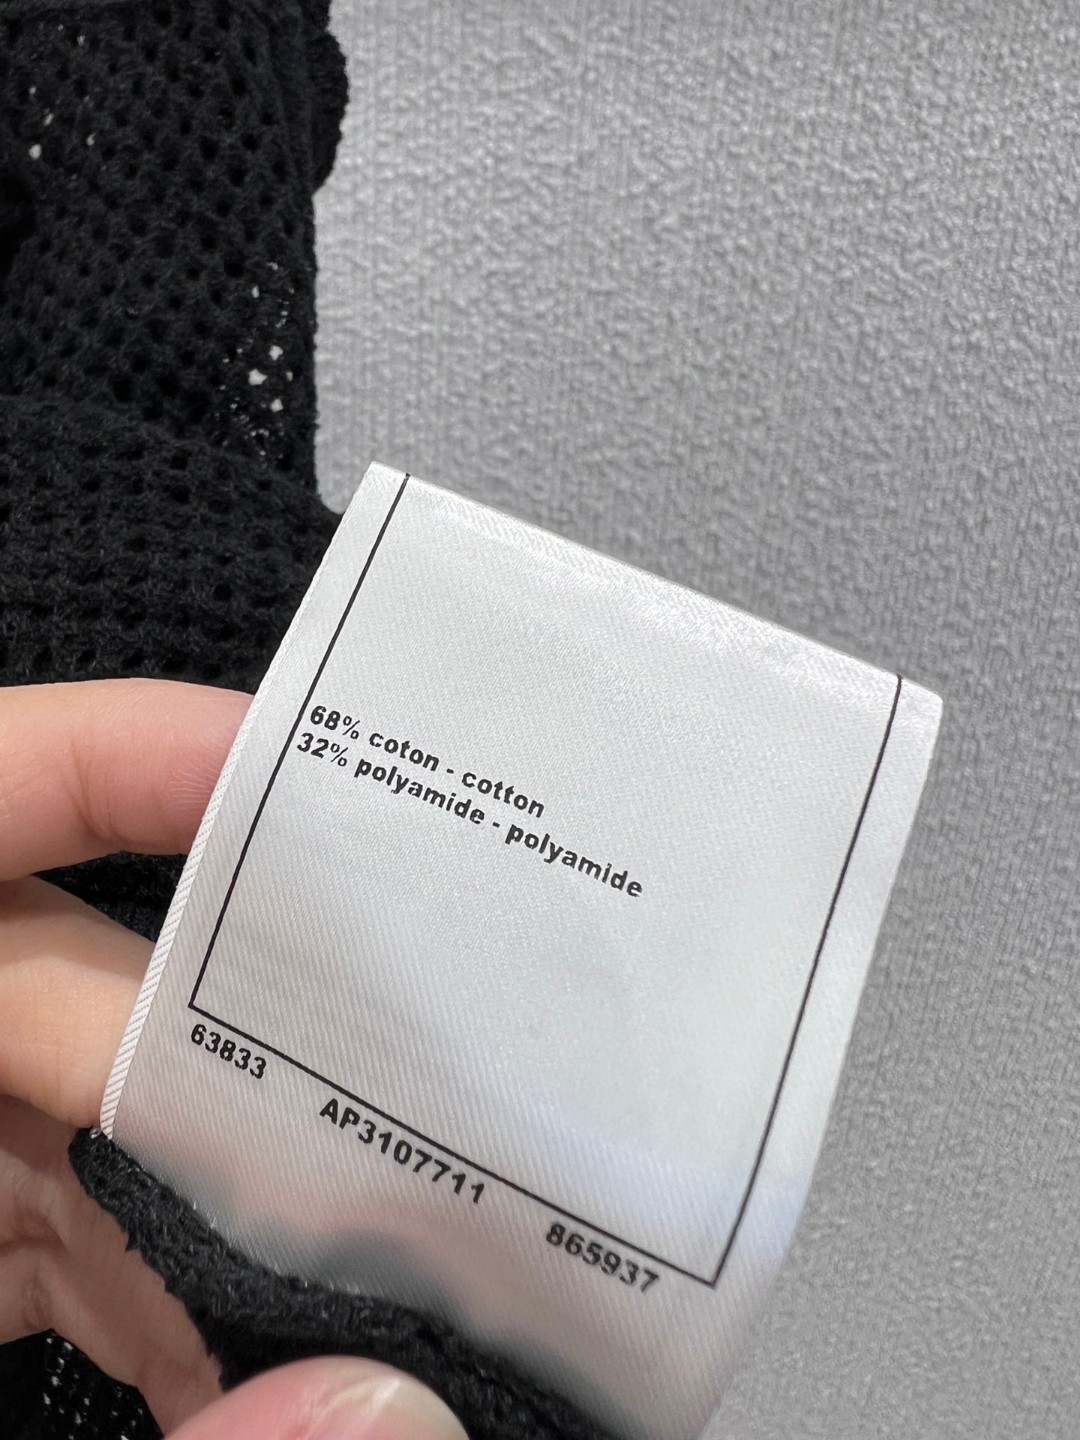 68% coton - cotton
32% polyamide - polyamide
63833 AP3107711 865937